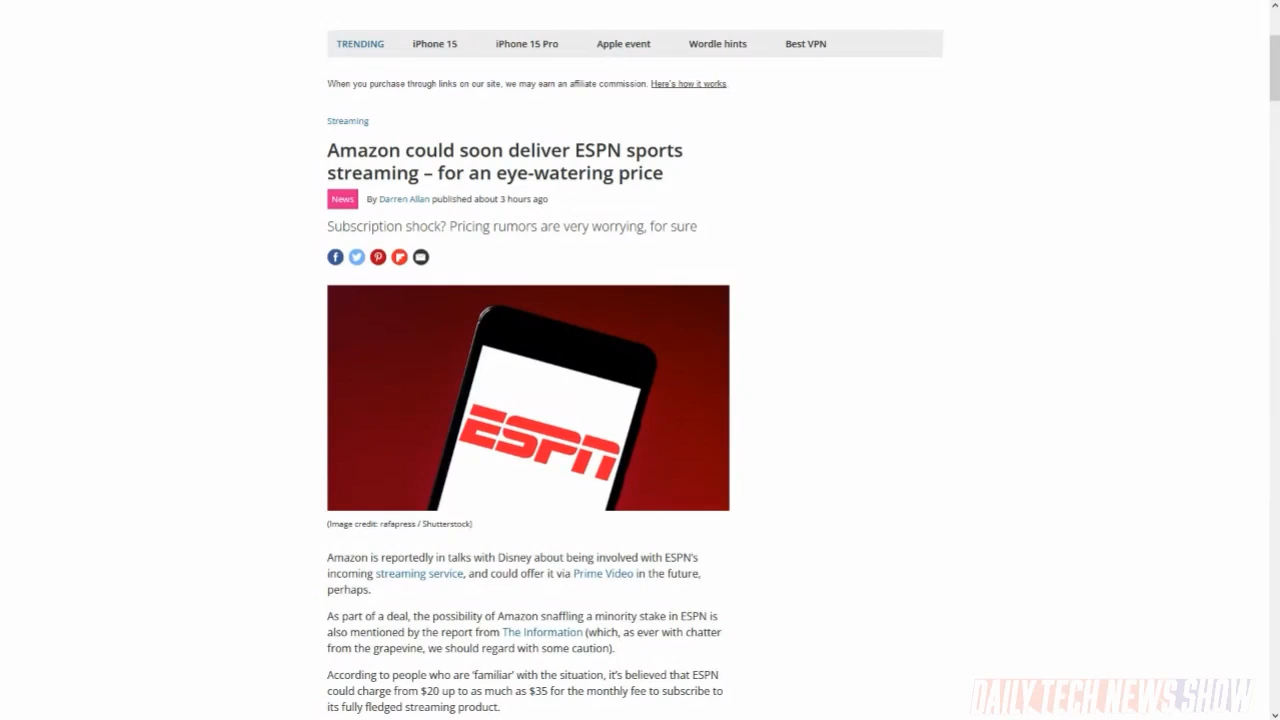 TRENDING iPhone 15 iPhone 15 Pro Apple event Wordle hints Best VPN
When you purchase through links on our site, we may earn an affiliate commission. Here's how it works.
Streaming
Amazon could soon deliver ESPN sports
streaming – for an eye-watering price
News By Darren Allan published about 3 hours ago
Subscription shock? Pricing rumors are very worrying, for sure
ESPN
(Image credit: rafapress / Shutterstock)
Amazon is reportedly in talks with Disney about being involved with ESPN's
incoming streaming service, and could offer it via Prime Video in the future,
perhaps.
As part of a deal, the possibility of Amazon snaffling a minority stake in ESPN is
also mentioned by the report from The Information (which, as ever with chatter
from the grapevine, we should regard with some caution).
According to people who are 'familiar' with the situation, it's believed that ESPN
could charge from $20 up to as much as $35 for the monthly fee to subscribe to
its fully fledged streaming product.
DAILY TECH NEWS SHOW